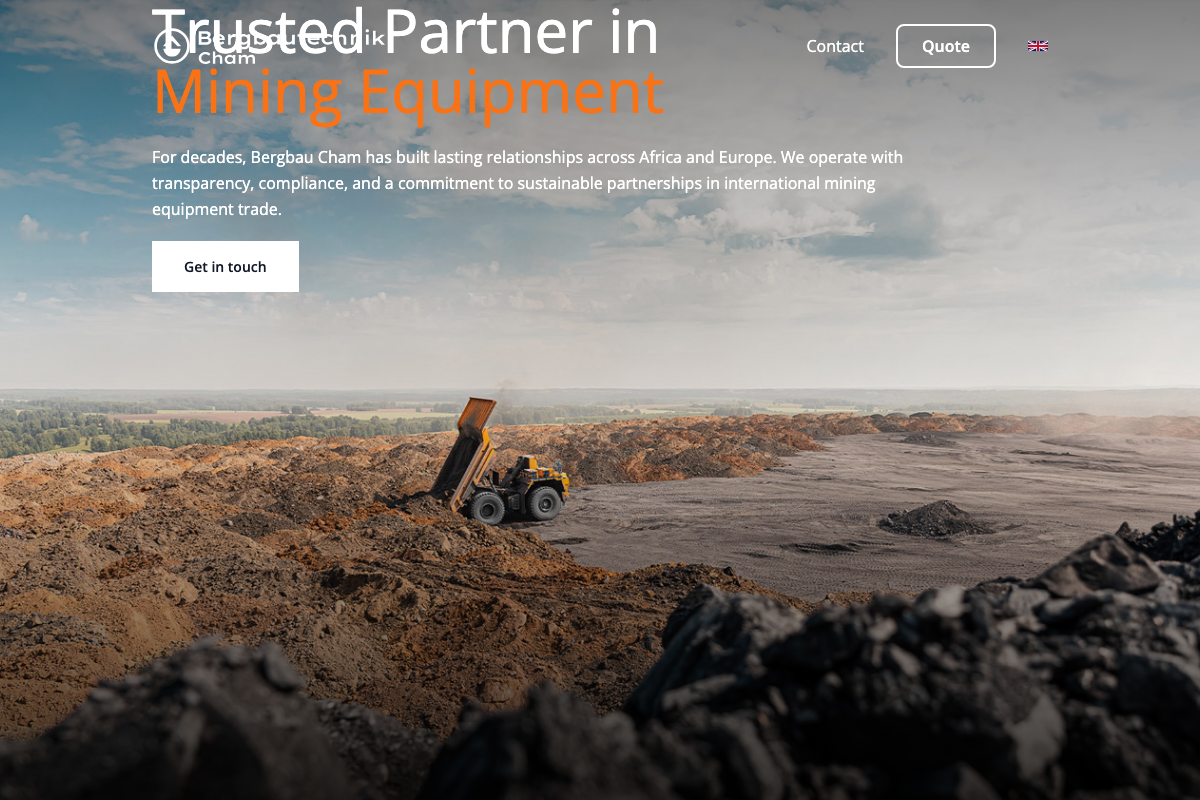 Trusted Partner in
Bergbautechnik
Cham
Contact
Quote
Mining Equipment
For decades, Bergbau Cham has built lasting relationships across Africa and Europe. We operate with
transparency, compliance, and a commitment to sustainable partnerships in international mining
equipment trade.
Get in touch